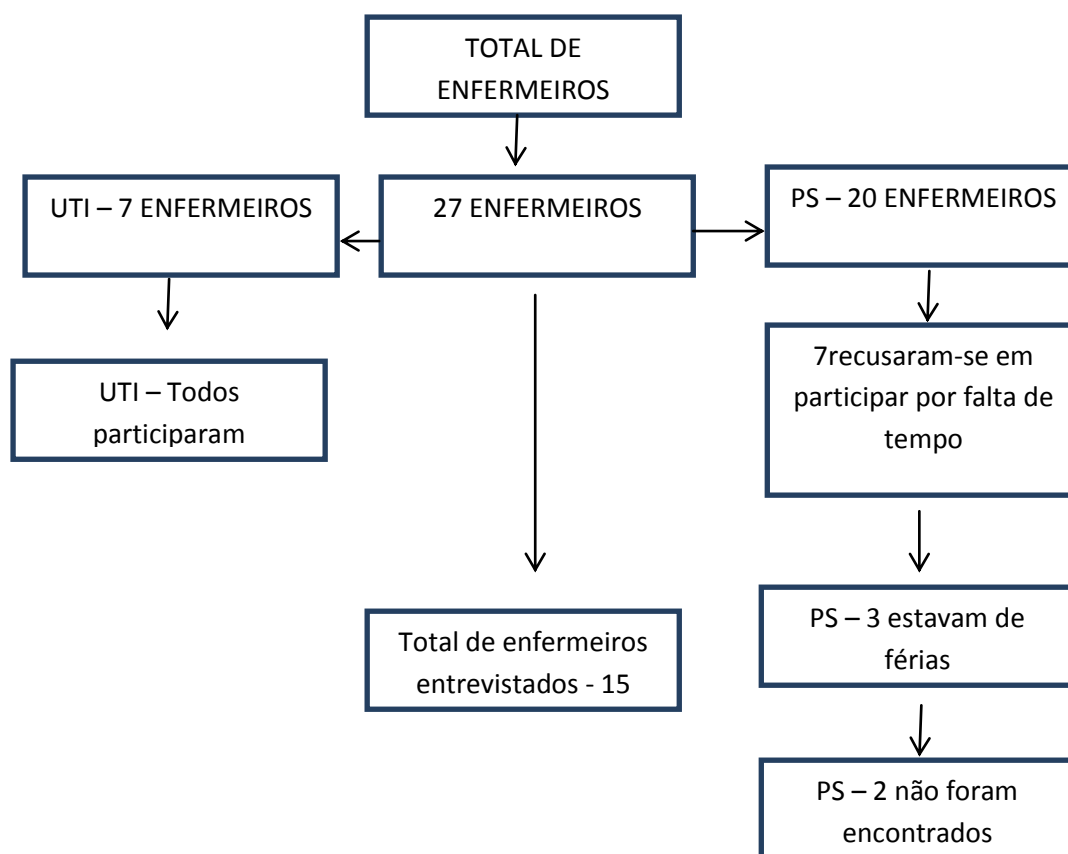 TOTAL DE
ENFERMEIROS
UTI – 7 ENFERMEIROS
27 ENFERMEIROS
PS – 20 ENFERMEIROS
UTI – Todos
participaram
7recusaram-se em
participar por falta de
tempo
Total de enfermeiros
entrevistados - 15
PS – 3 estavam de
férias
PS – 2 não foram
encontrados